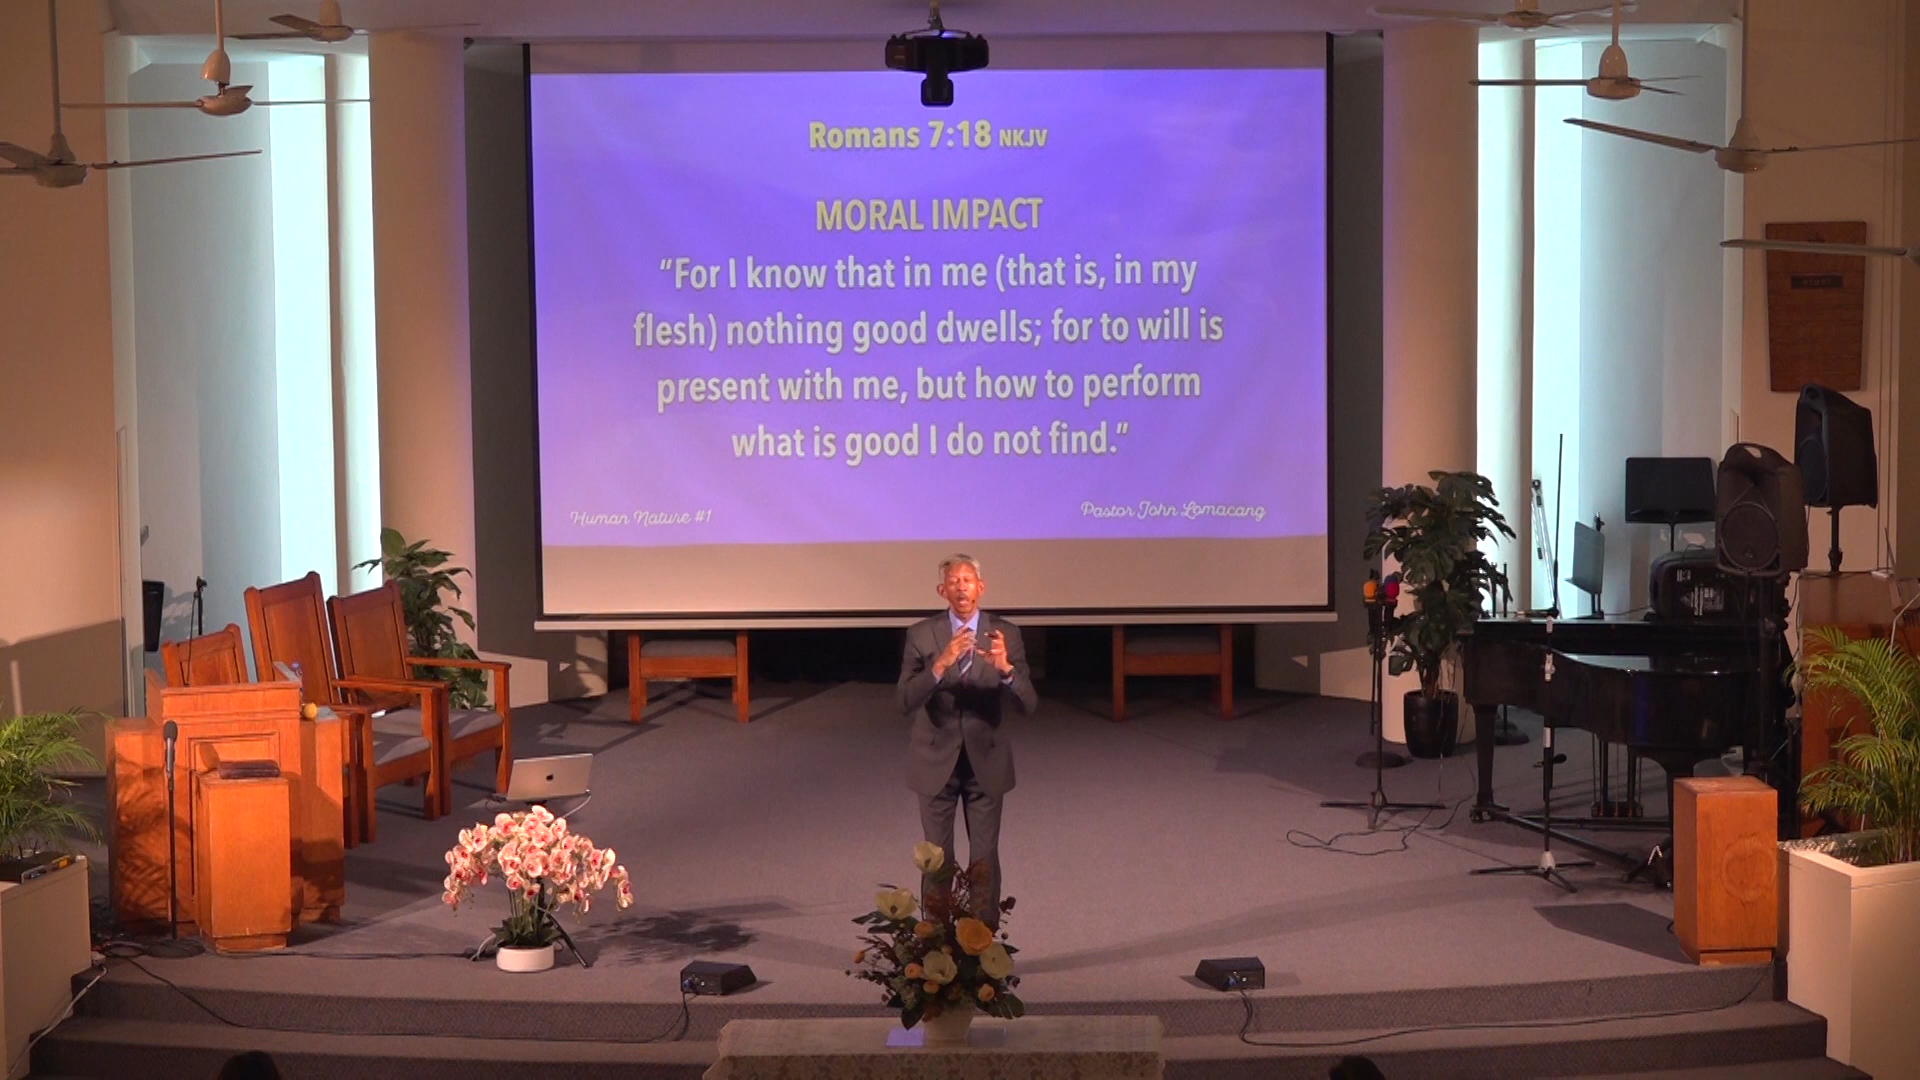 Romans 7:18 NKJV
MORAL IMPACT
“For I know that in me (that is, in my
flesh) nothing good dwells; for to will is
present with me, but how to perform
what is good I do not find.”
Human Nature #1
Pastor John Lomacang